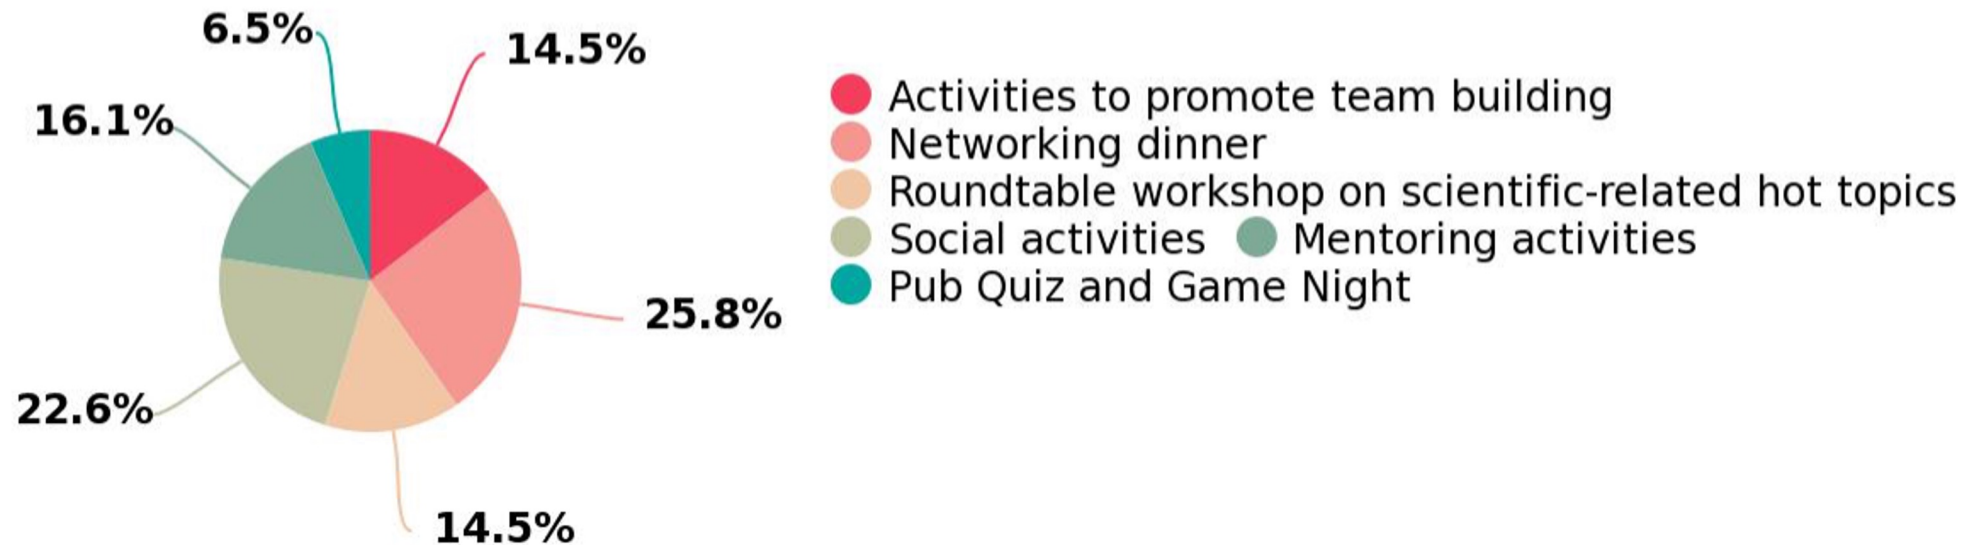 6.5%
14.5%
16.1%
25.8%
22.6%
14.5%
Activities to promote team building
Networking dinner
Roundtable workshop on scientific-related hot topics
Social activities Mentoring activities
Pub Quiz and Game Night